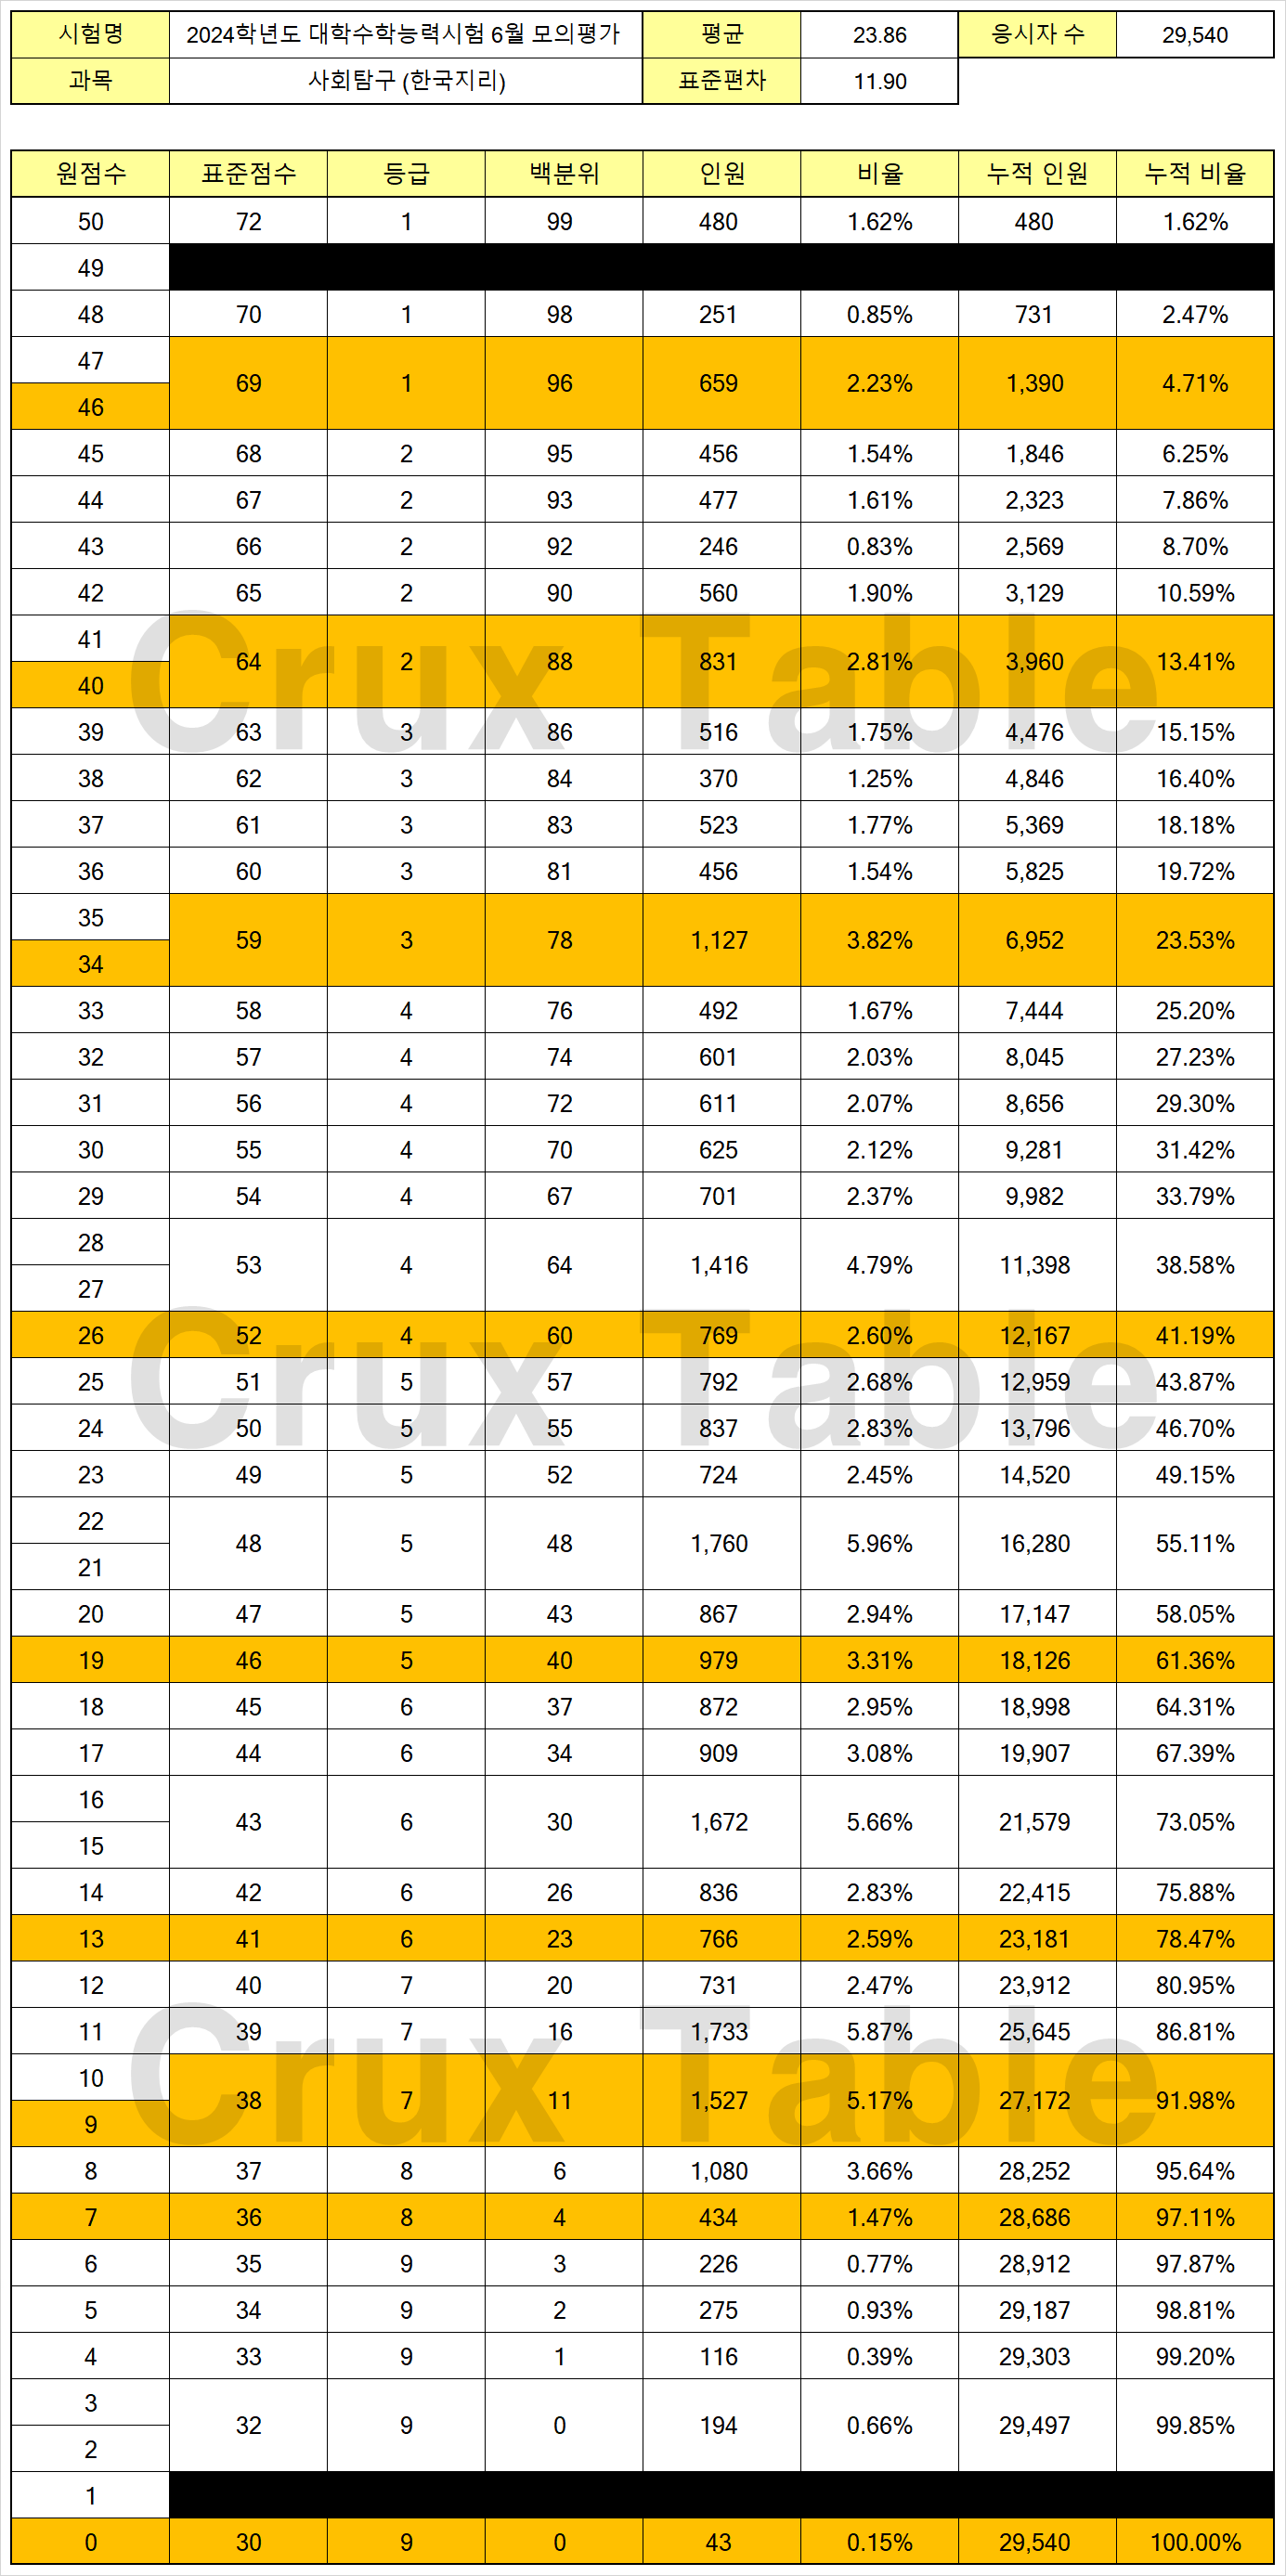 시험명 2024학년도 대학수학능력시험 6월 모의평가 평균 23.86 응시자 수 29,540
과목 사회탐구 (한국지리) 표준편차 11.90
원점수 표준점수 등급 백분위 인원 비율 누적 인원 누적 비율
50 72 1 99 480 1.62% 480 1.62%
49
48 70 1 98 251 0.85% 731 2.47%
47
69 1 96 659 2.23% 1,390 4.71%
46
45 68 2 95 456 1.54% 1,846 6.25%
44 67 2 93 477 1.61% 2,323 7.86%
43 66 2 92 246 0.83% 2,569 8.70%
42 65 2 90 560 1.90% 3,129 10.59%
41
64 2 88 831 2.81% 3,960 13.41%
40
Crux Table
39 63 3 86 516 1.75% 4,476 15.15%
38 62 3 84 370 1.25% 4,846 16.40%
37 61 3 83 523 1.77% 5,369 18.18%
36 60 3 81 456 1.54% 5,825 19.72%
35
59 3 78 1,127 3.82% 6,952 23.53%
34
33 58 4 76 492 1.67% 7,444 25.20%
32 57 4 74 601 2.03% 8,045 27.23%
31 56 4 72 611 2.07% 8,656 29.30%
30 55 4 70 625 2.12% 9,281 31.42%
29 54 4 67 701 2.37% 9,982 33.79%
28
53 4 64 1,416 4.79% 11,398 38.58%
27
26 52 4 60 769 2.60% 12,167 41.19%
Crux Table
25 51 5 57 792 2.68% 12,959 43.87%
24 50 5 55 837 2.83% 13,796 46.70%
23 49 5 52 724 2.45% 14,520 49.15%
22
48 5 48 1,760 5.96% 16,280 55.11%
21
20 47 5 43 867 2.94% 17,147 58.05%
19 46 5 40 979 3.31% 18,126 61.36%
18 45 6 37 872 2.95% 18,998 64.31%
17 44 6 34 909 3.08% 19,907 67.39%
16
43 6 30 1,672 5.66% 21,579 73.05%
15
14 42 6 26 836 2.83% 22,415 75.88%
13 41 6 23 766 2.59% 23,181 78.47%
12 40 7 20 731 2.47% 23,912 80.95%
11 39 7 16 1,733 5.87% 25,645 86.81%
Crux Table
10
38 7 11 1,527 5.17% 27,172 91.98%
9
8 37 8 6 1,080 3.66% 28,252 95.64%
7 36 8 4 434 1.47% 28,686 97.11%
6 35 9 3 226 0.77% 28,912 97.87%
5 34 9 2 275 0.93% 29,187 98.81%
4 33 9 1 116 0.39% 29,303 99.20%
3
32 9 0 194 0.66% 29,497 99.85%
2
1
0 30 9 0 43 0.15% 29,540 100.00%